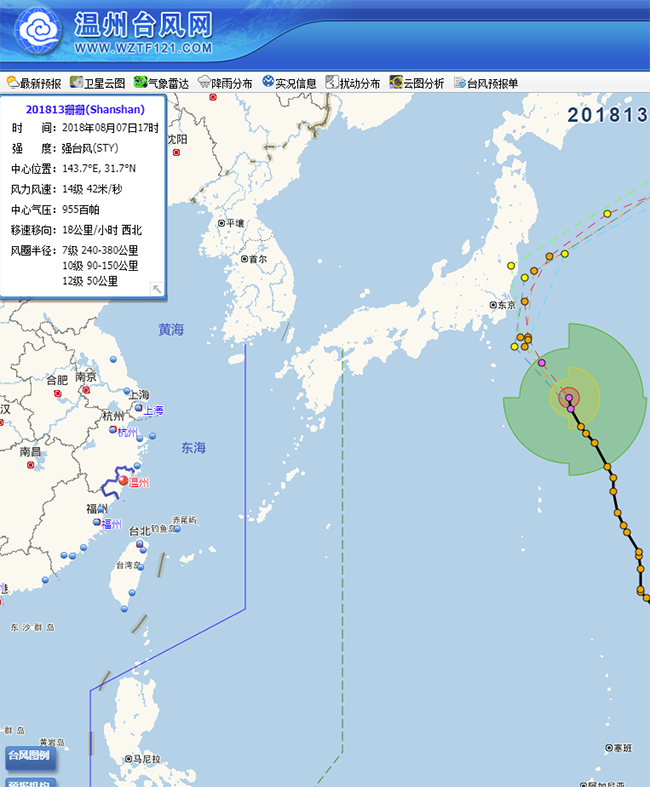 温州台风网
WWW.WZTF121.COM
最新预报 卫星云图 气象雷达 降雨分布 实况信息 扰动分布 云图分析 台风预报单
201813珊珊(Shanshan)
时 间：2018年08月07日17时
强 度：强台风(STY)
中心位置：143.7°E, 31.7°N
风力风速：14级 42米/秒
中心气压：955百帕
移速移向：18公里/小时 西北
风圈半径：7级 240-380公里
10级 90-150公里
12级 50公里
201813
沈阳
平壤
首尔
东京
黄海
合肥
南京
上海
上海
杭州
杭州
汉
东海
南昌
温州
福州
福州
赤尾屿
钓鱼岛
台北
台湾岛
东沙群岛
群岛
黄岩岛
马尼拉
塞班
台风图例
预报机构